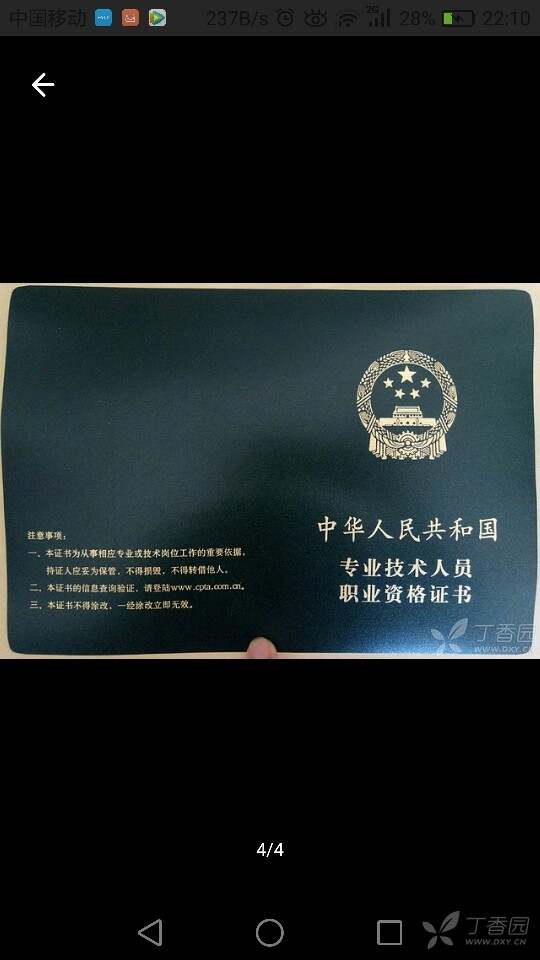 中国移动
237B/s
2G
28%
22:10
中华人民共和国
专业技术人员
职业资格证书
注意事项：
一、本证书为从事相应专业或技术岗位工作的重要依据，
持证人应妥为保管，不得损毁，不得转借他人。
二、本证书的信息查询验证，请登陆www.cpta.com.cn。
三、本证书不得涂改，一经涂改立即无效。
丁香园
WWW.DXY.CN
4/4
丁香园
WWW.DXY.CN